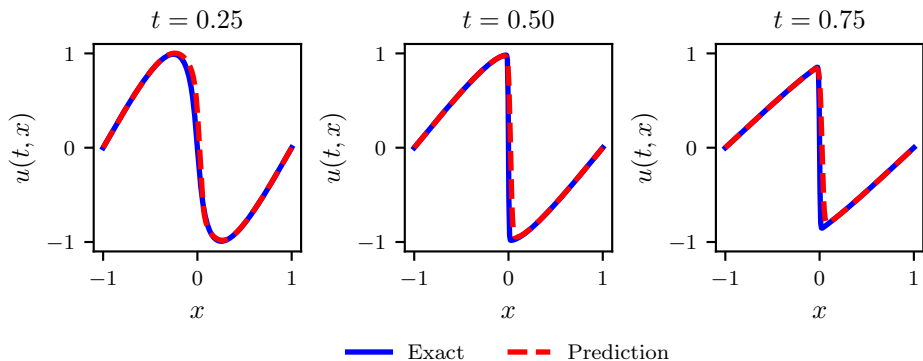 t = 0.25
t = 0.50
t = 0.75
1
0
−1
u(t, x)
−1
0
1
x
1
0
−1
u(t, x)
−1
0
1
x
1
0
−1
u(t, x)
−1
0
1
x
Exact
Prediction